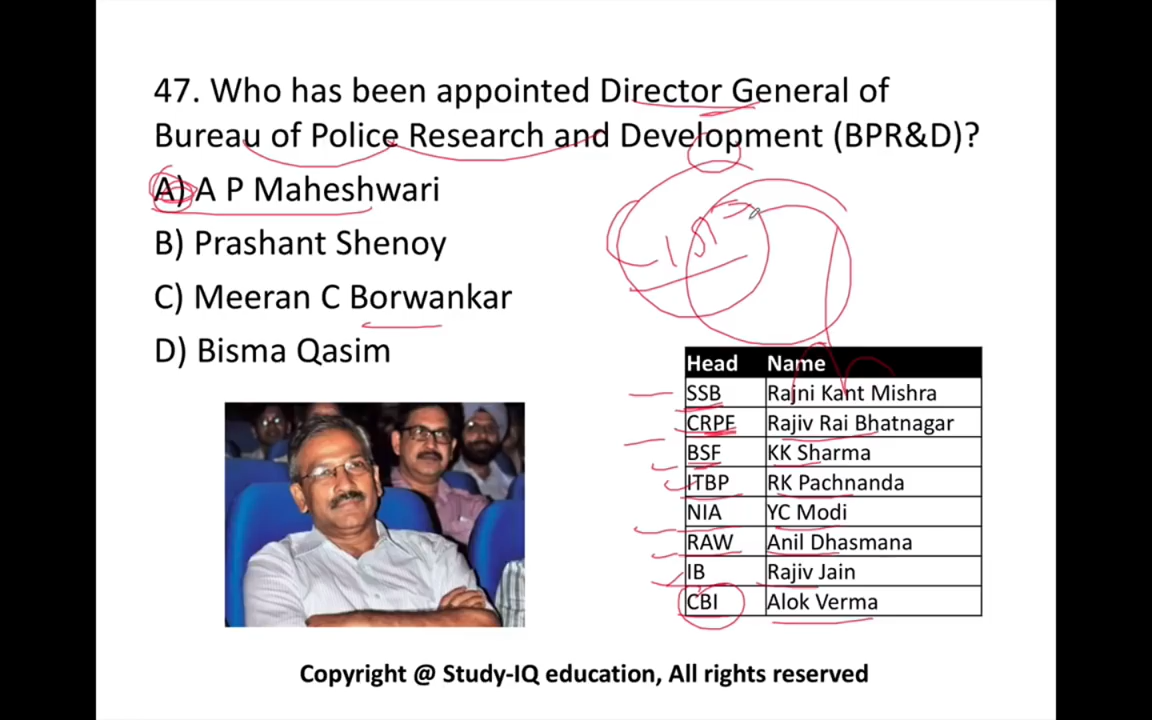 47. Who has been appointed Director General of
Bureau of Police Research and Development (BPR&D)?
A) A P Maheshwari
B) Prashant Shenoy
C) Meeran C Borwankar
D) Bisma Qasim
Head Name
SSB Rajni Kant Mishra
CRPF Rajiv Rai Bhatnagar
BSF KK Sharma
ITBP RK Pachnanda
NIA YC Modi
RAW Anil Dhasmana
IB Rajiv Jain
CBI Alok Verma
Copyright @ Study-IQ education, All rights reserved